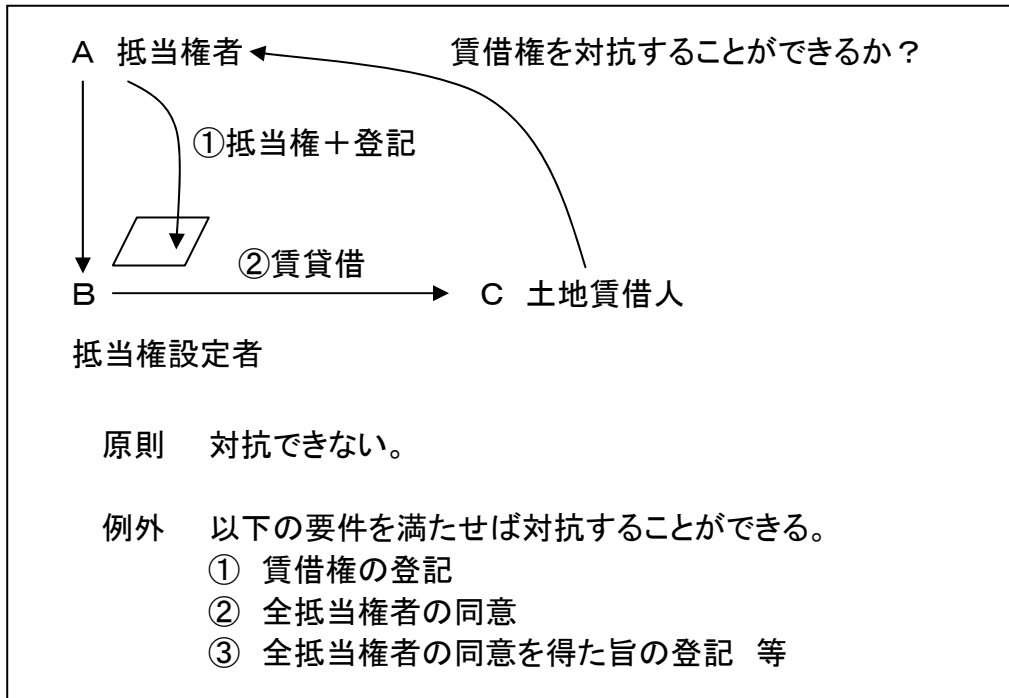 A 抵当権者 賃借権を対抗することができるか?
①抵当権+登記
②賃貸借
B C 土地賃借人
抵当権設定者
原則 対抗できない。
例外 以下の要件を満たせば対抗することができる。
① 賃借権の登記
② 全抵当権者の同意
③ 全抵当権者の同意を得た旨の登記 等